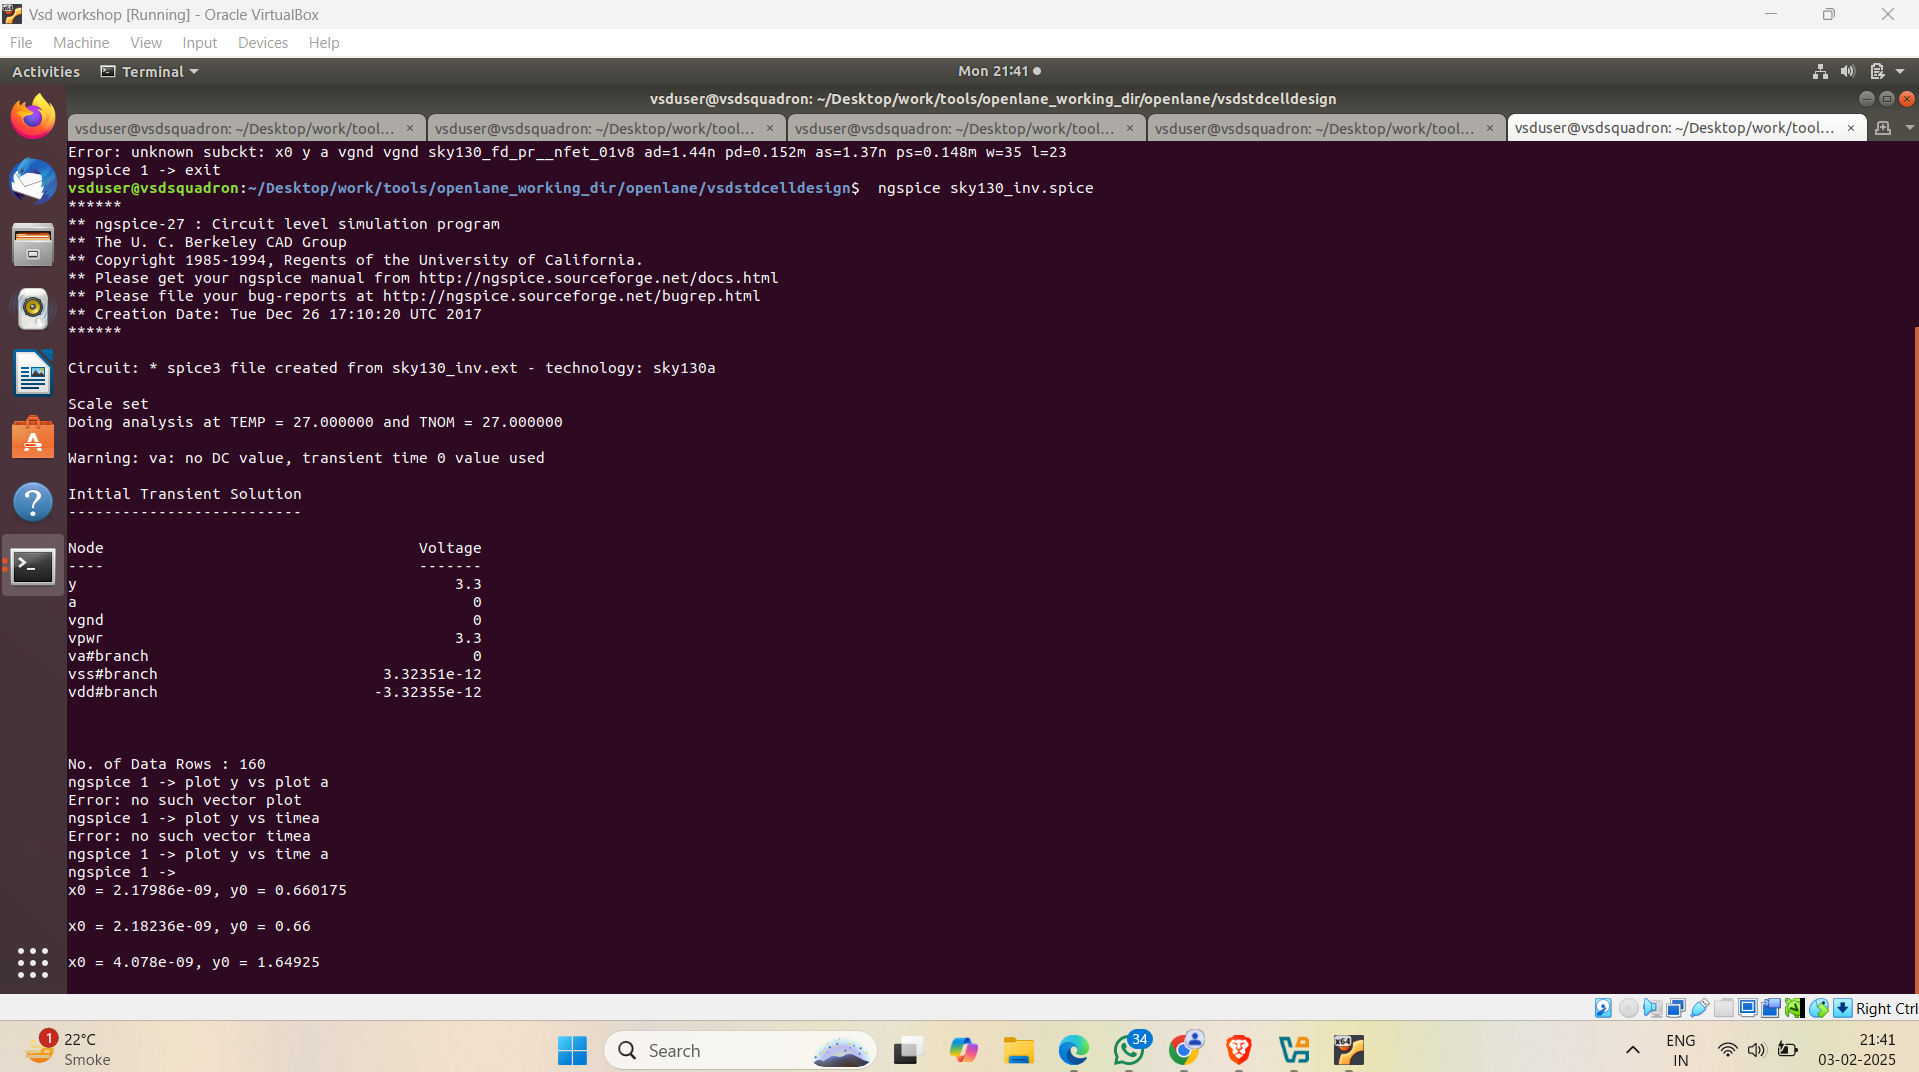 Vsd workshop [Running] - Oracle VirtualBox
File Machine View Input Devices Help
Activities Terminal Mon 21:41
vsduser@vsdsquadron: ~/Desktop/work/tools/openlane_working_dir/openlane/vsdstdcelldesign
vsduser@vsdsquadron: ~/Desktop/work/tool... × vsduser@vsdsquadron: ~/Desktop/work/tool... × vsduser@vsdsquadron: ~/Desktop/work/tool... × vsduser@vsdsquadron: ~/Desktop/work/tool... × vsduser@vsdsquadron: ~/Desktop/work/tool... ×
Error: unknown subckt: x0 y a vgnd vgnd sky130_fd_pr__nfet_01v8 ad=1.44n pd=0.152m as=1.37n ps=0.148m w=35 l=23
ngspice 1 -> exit
vsduser@vsdsquadron:~/Desktop/work/tools/openlane_working_dir/openlane/vsdstdcelldesign$  ngspice sky130_inv.spice
******
** ngspice-27 : Circuit level simulation program
** The U. C. Berkeley CAD Group
** Copyright 1985-1994, Regents of the University of California.
** Please get your ngspice manual from http://ngspice.sourceforge.net/docs.html
** Please file your bug-reports at http://ngspice.sourceforge.net/bugrep.html
** Creation Date: Tue Dec 26 17:10:20 UTC 2017
******
Circuit: * spice3 file created from sky130_inv.ext - technology: sky130a
Scale set
Doing analysis at TEMP = 27.000000 and TNOM = 27.000000
Warning: va: no DC value, transient time 0 value used
Initial Transient Solution
--------------------------
Node Voltage
---- -------
y 3.3
a 0
vgnd 0
vpwr 3.3
va#branch 0
vss#branch 3.32351e-12
vdd#branch -3.32355e-12
No. of Data Rows : 160
ngspice 1 -> plot y vs plot a
Error: no such vector plot
ngspice 1 -> plot y vs timea
Error: no such vector timea
ngspice 1 -> plot y vs time a
ngspice 1 ->
x0 = 2.17986e-09, y0 = 0.660175
x0 = 2.18236e-09, y0 = 0.66
x0 = 4.078e-09, y0 = 1.64925
Right Ctrl
1 22°C
Smoke
Search
34
x64
ENG
IN
21:41
03-02-2025